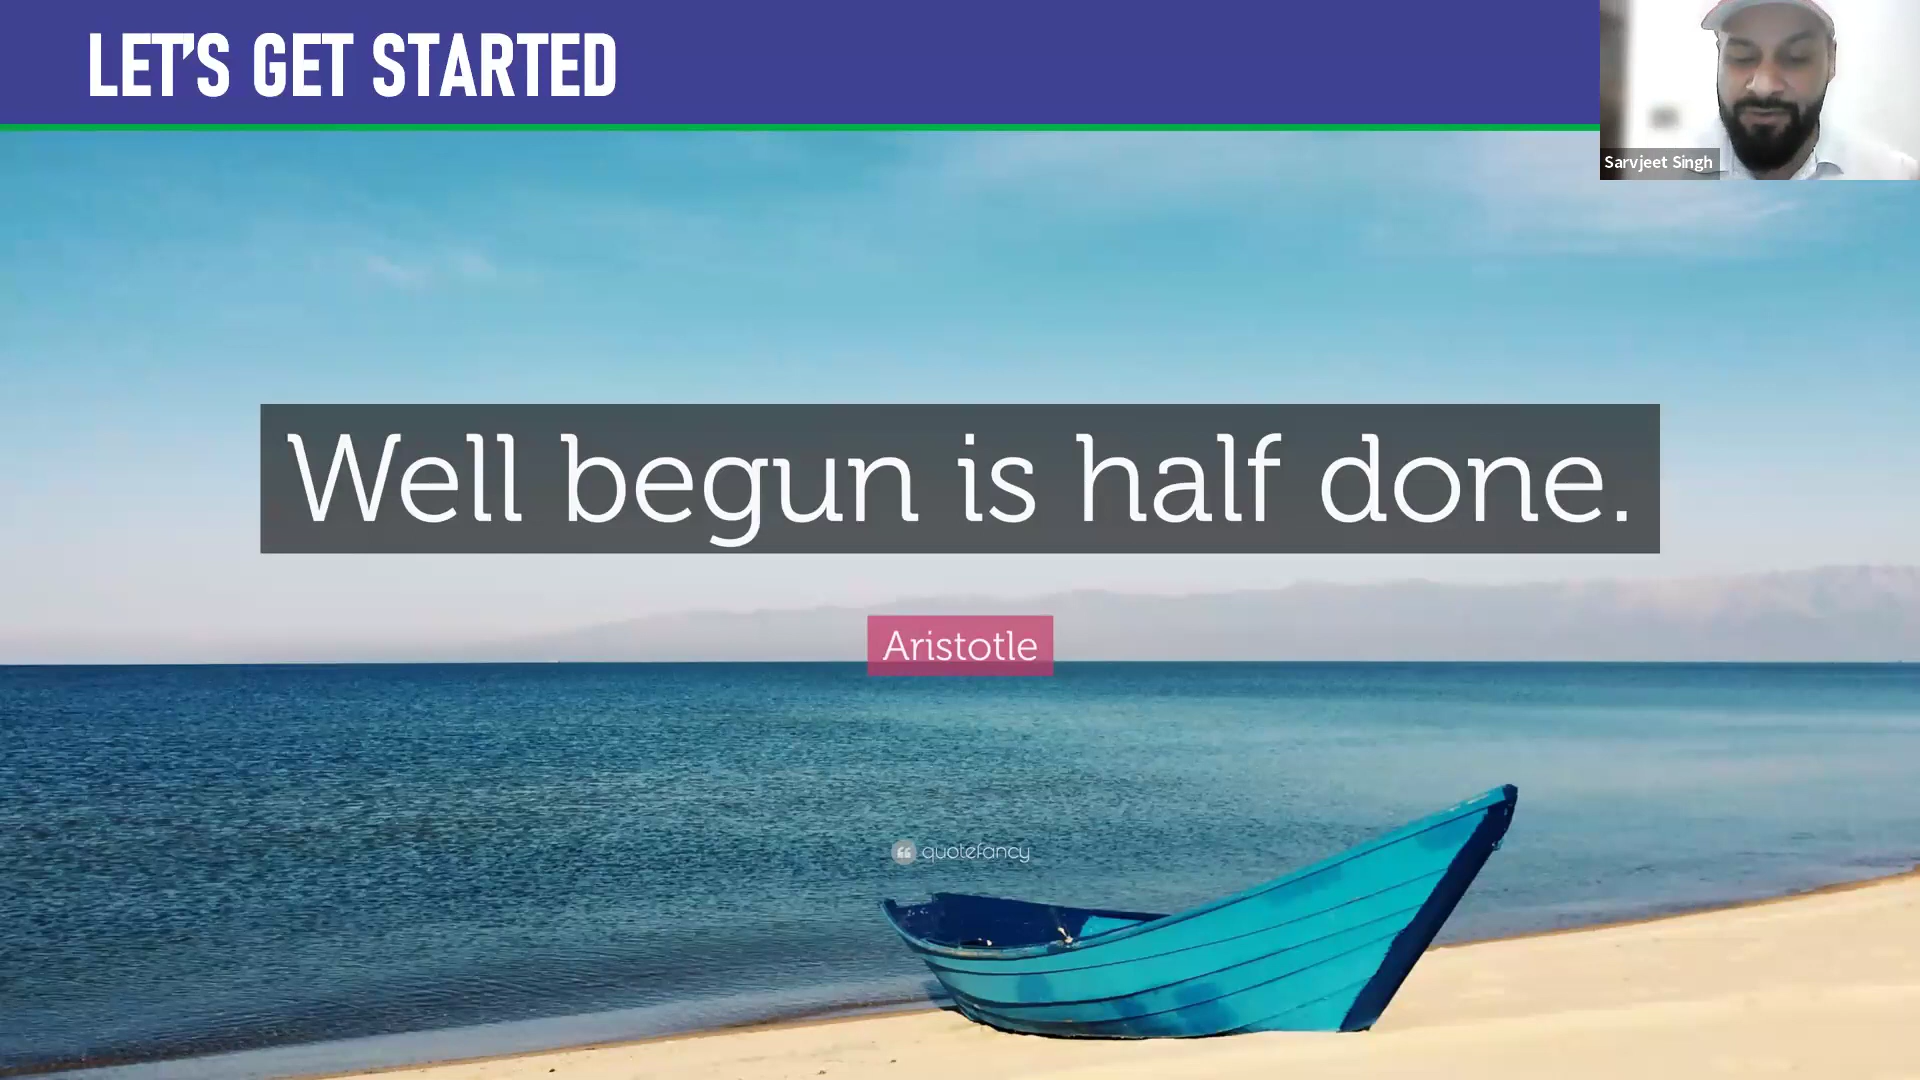 LET'S GET STARTED
Sarvjeet Singh
Well begun is half done.
Aristotle
quotefancy